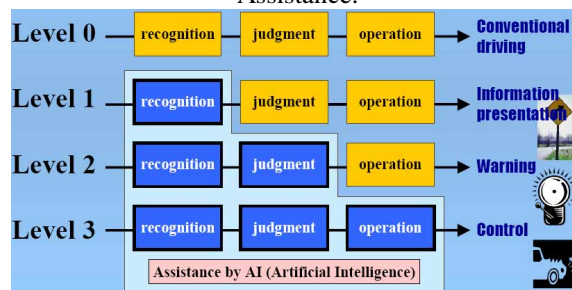 Assistance.
Level 0 recognition judgment operation Conventional
driving
Level 1 recognition judgment operation Information
presentation
Level 2 recognition judgment operation Warning
Level 3 recognition judgment operation Control
Assistance by AI (Artificial Intelligence)